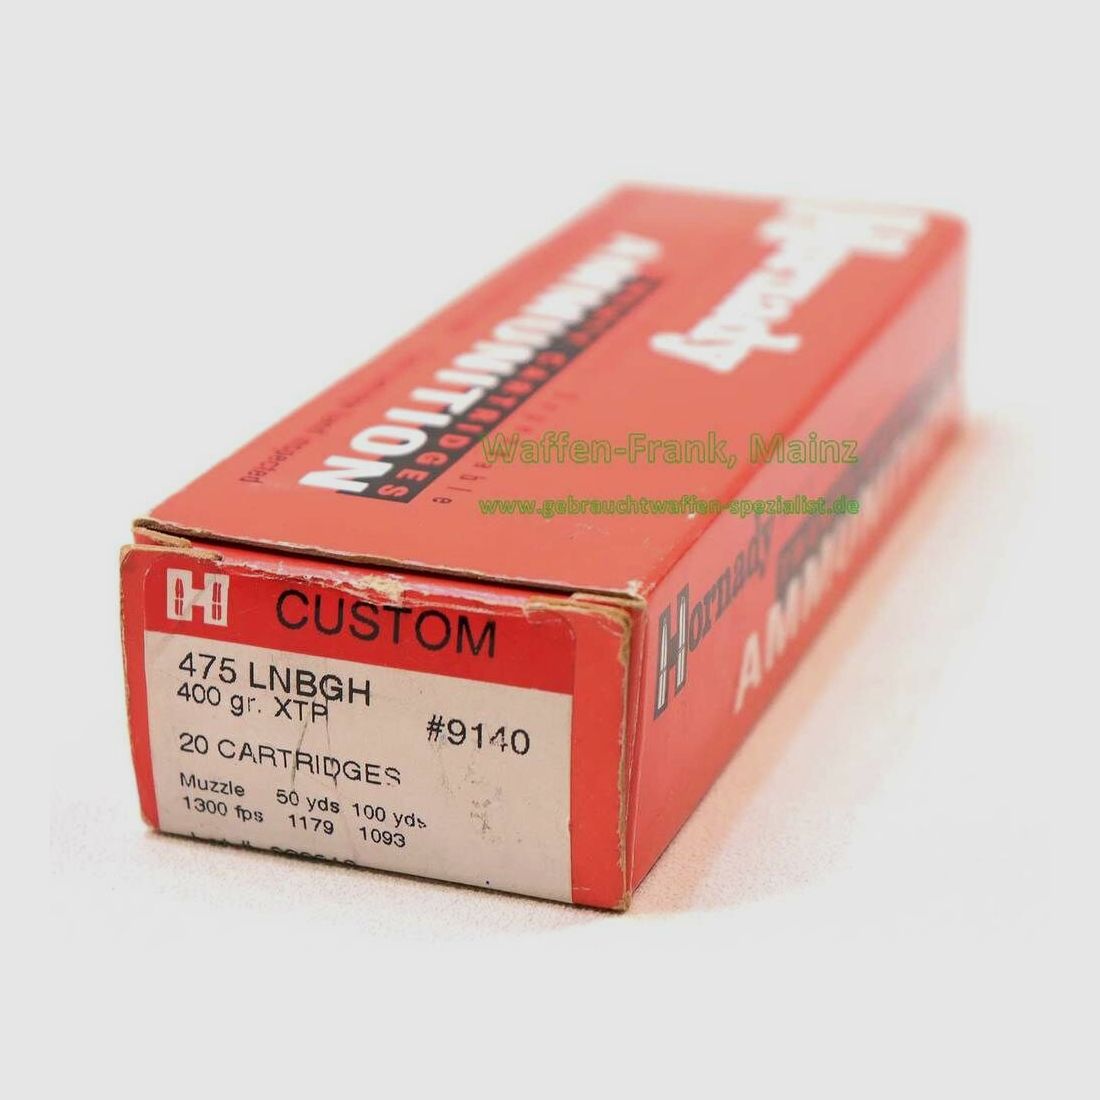 Hornady
AMMUNITION
CARTRIDGES
Waffen-Frank, Mainz
www.gebrauchtwaffen-spezialist.de
Hornady
H CUSTOM
475 LNBGH
400 gr. XTP
#9140
20 CARTRIDGES
Muzzle 50 yds 100 yds
1300 fps 1179 1093